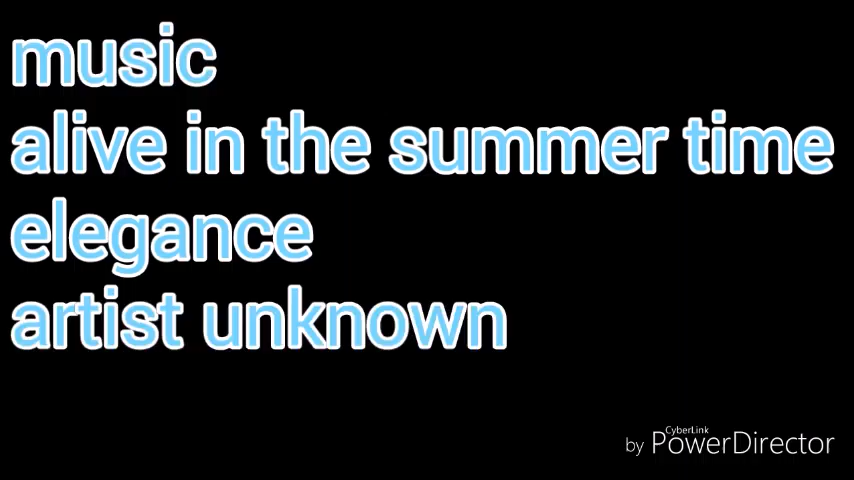 music
alive in the summer time
elegance
artist unknown
by CyberLink PowerDirector